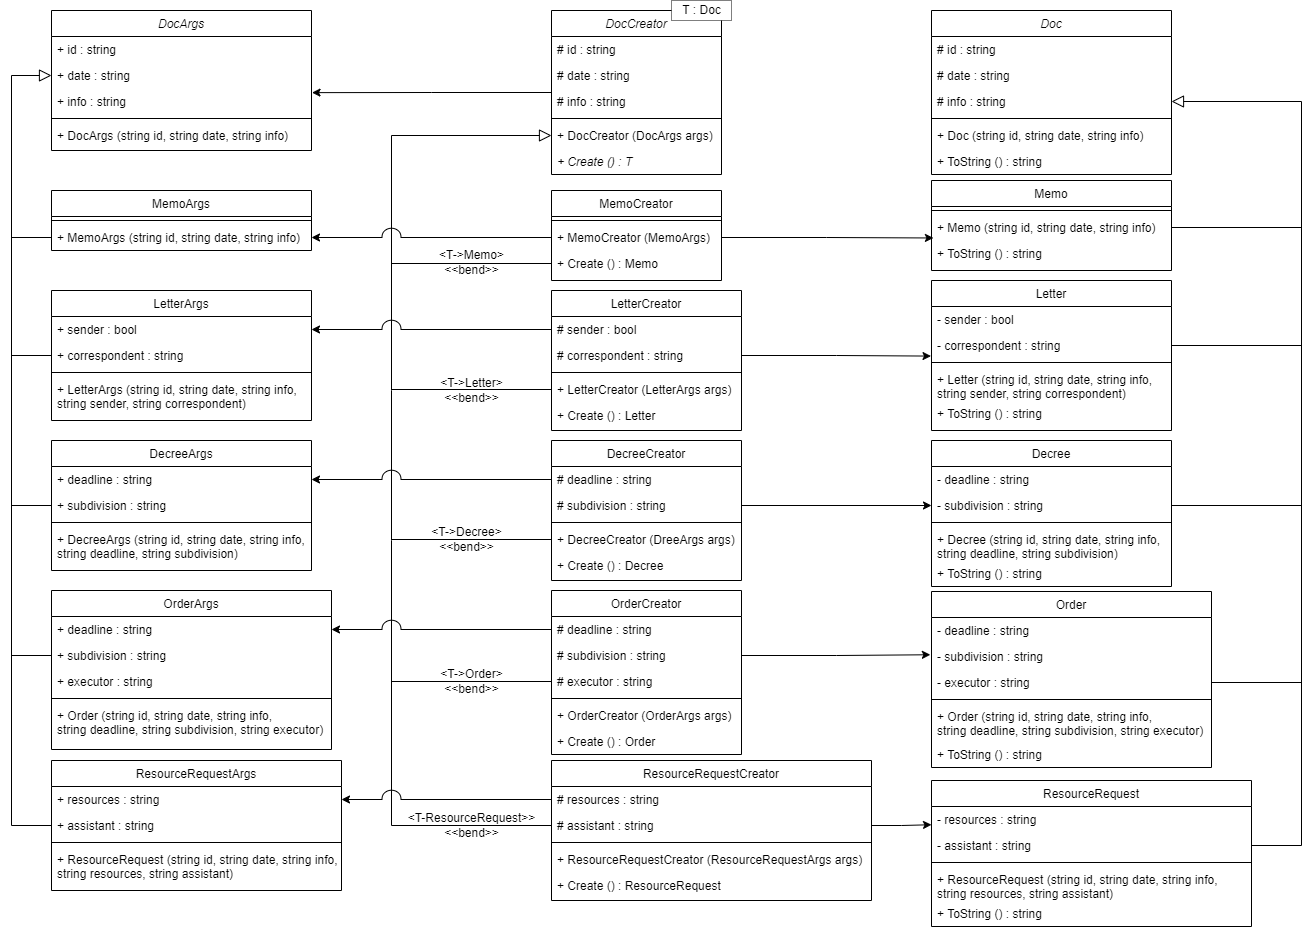 DocArgs
+ id : string
+ date : string
+ info : string
+ DocArgs (string id, string date, string info)
T : Doc
DocCreator
# id : string
# date : string
# info : string
+ DocCreator (DocArgs args)
+ Create () : T
Doc
# id : string
# date : string
# info : string
+ Doc (string id, string date, string info)
+ ToString () : string
MemoArgs
+ MemoArgs (string id, string date, string info)
<T->Memo>
<<bend>>
MemoCreator
+ MemoCreator (MemoArgs)
+ Create () : Memo
Memo
+ Memo (string id, string date, string info)
+ ToString () : string
LetterArgs
+ sender : bool
+ correspondent : string
+ LetterArgs (string id, string date, string info,
string sender, string correspondent)
<T->Letter>
<<bend>>
LetterCreator
# sender : bool
# correspondent : string
+ LetterCreator (LetterArgs args)
+ Create () : Letter
Letter
- sender : bool
- correspondent : string
+ Letter (string id, string date, string info,
string sender, string correspondent)
+ ToString () : string
DecreeArgs
+ deadline : string
+ subdivision : string
+ DecreeArgs (string id, string date, string info,
string deadline, string subdivision)
<T->Decree>
<<bend>>
DecreeCreator
# deadline : string
# subdivision : string
+ DecreeCreator (DreeArgs args)
+ Create () : Decree
Decree
- deadline : string
- subdivision : string
+ Decree (string id, string date, string info,
string deadline, string subdivision)
+ ToString () : string
OrderArgs
+ deadline : string
+ subdivision : string
+ executor : string
+ Order (string id, string date, string info,
string deadline, string subdivision, string executor)
<T->Order>
<<bend>>
OrderCreator
# deadline : string
# subdivision : string
# executor : string
+ OrderCreator (OrderArgs args)
+ Create () : Order
Order
- deadline : string
- subdivision : string
- executor : string
+ Order (string id, string date, string info,
string deadline, string subdivision, string executor)
+ ToString () : string
ResourceRequestArgs
+ resources : string
+ assistant : string
+ ResourceRequest (string id, string date, string info,
string resources, string assistant)
<T-ResourceRequest>>
<<bend>>
ResourceRequestCreator
# resources : string
# assistant : string
+ ResourceRequestCreator (ResourceRequestArgs args)
+ Create () : ResourceRequest
ResourceRequest
- resources : string
- assistant : string
+ ResourceRequest (string id, string date, string info,
string resources, string assistant)
+ ToString () : string